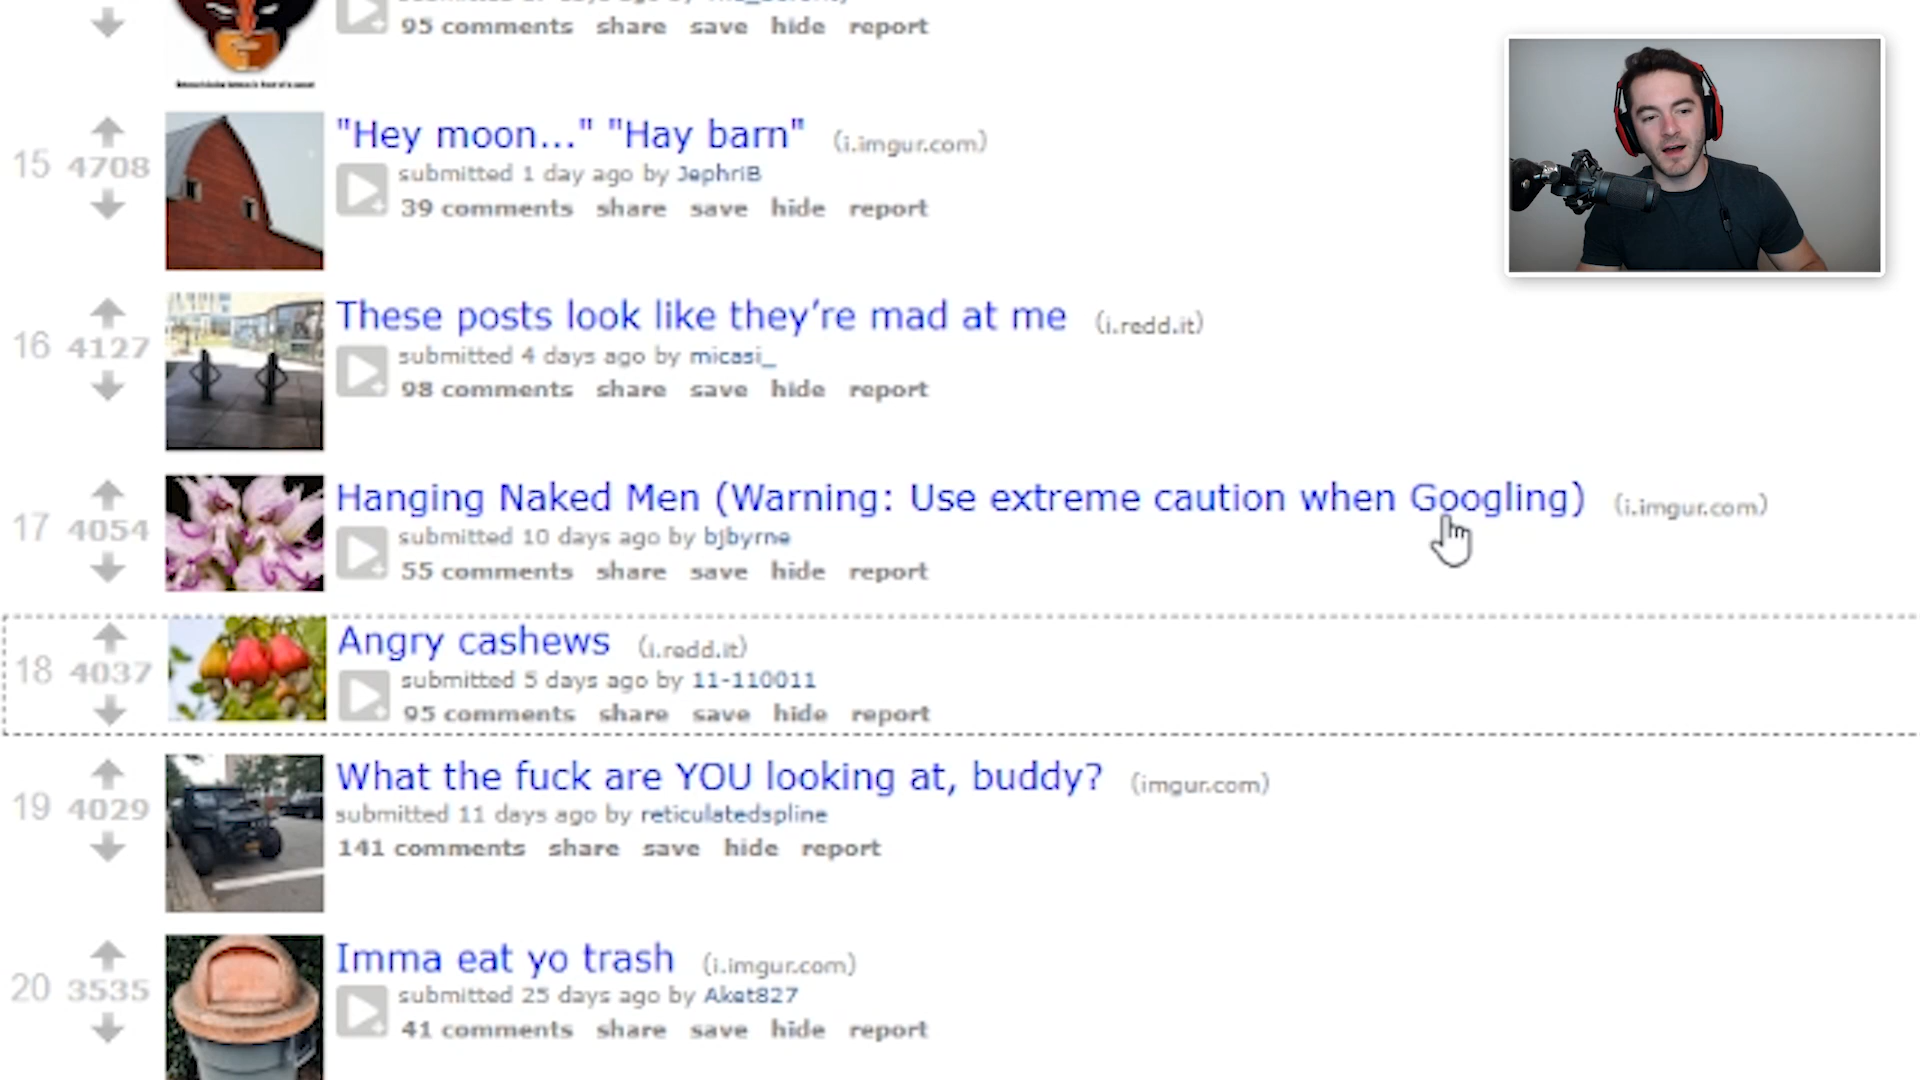 95 comments share save hide report
"Hey moon..." "Hay barn" (i.imgur.com)
15 4708
submitted 1 day ago by JephriB
39 comments share save hide report
These posts look like they're mad at me (i.redd.it)
16 4127
submitted 4 days ago by micasi_
98 comments share save hide report
Hanging Naked Men (Warning: Use extreme caution when Googling) (i.imgur.com)
17 4054
submitted 10 days ago by bjbyrne
55 comments share save hide report
Angry cashews (i.redd.it)
18 4037
submitted 5 days ago by 11-110011
95 comments share save hide report
What the fuck are YOU looking at, buddy? (imgur.com)
19 4029
submitted 11 days ago by reticulatedspline
141 comments share save hide report
Imma eat yo trash (i.imgur.com)
20 3535
submitted 25 days ago by Aket827
41 comments share save hide report